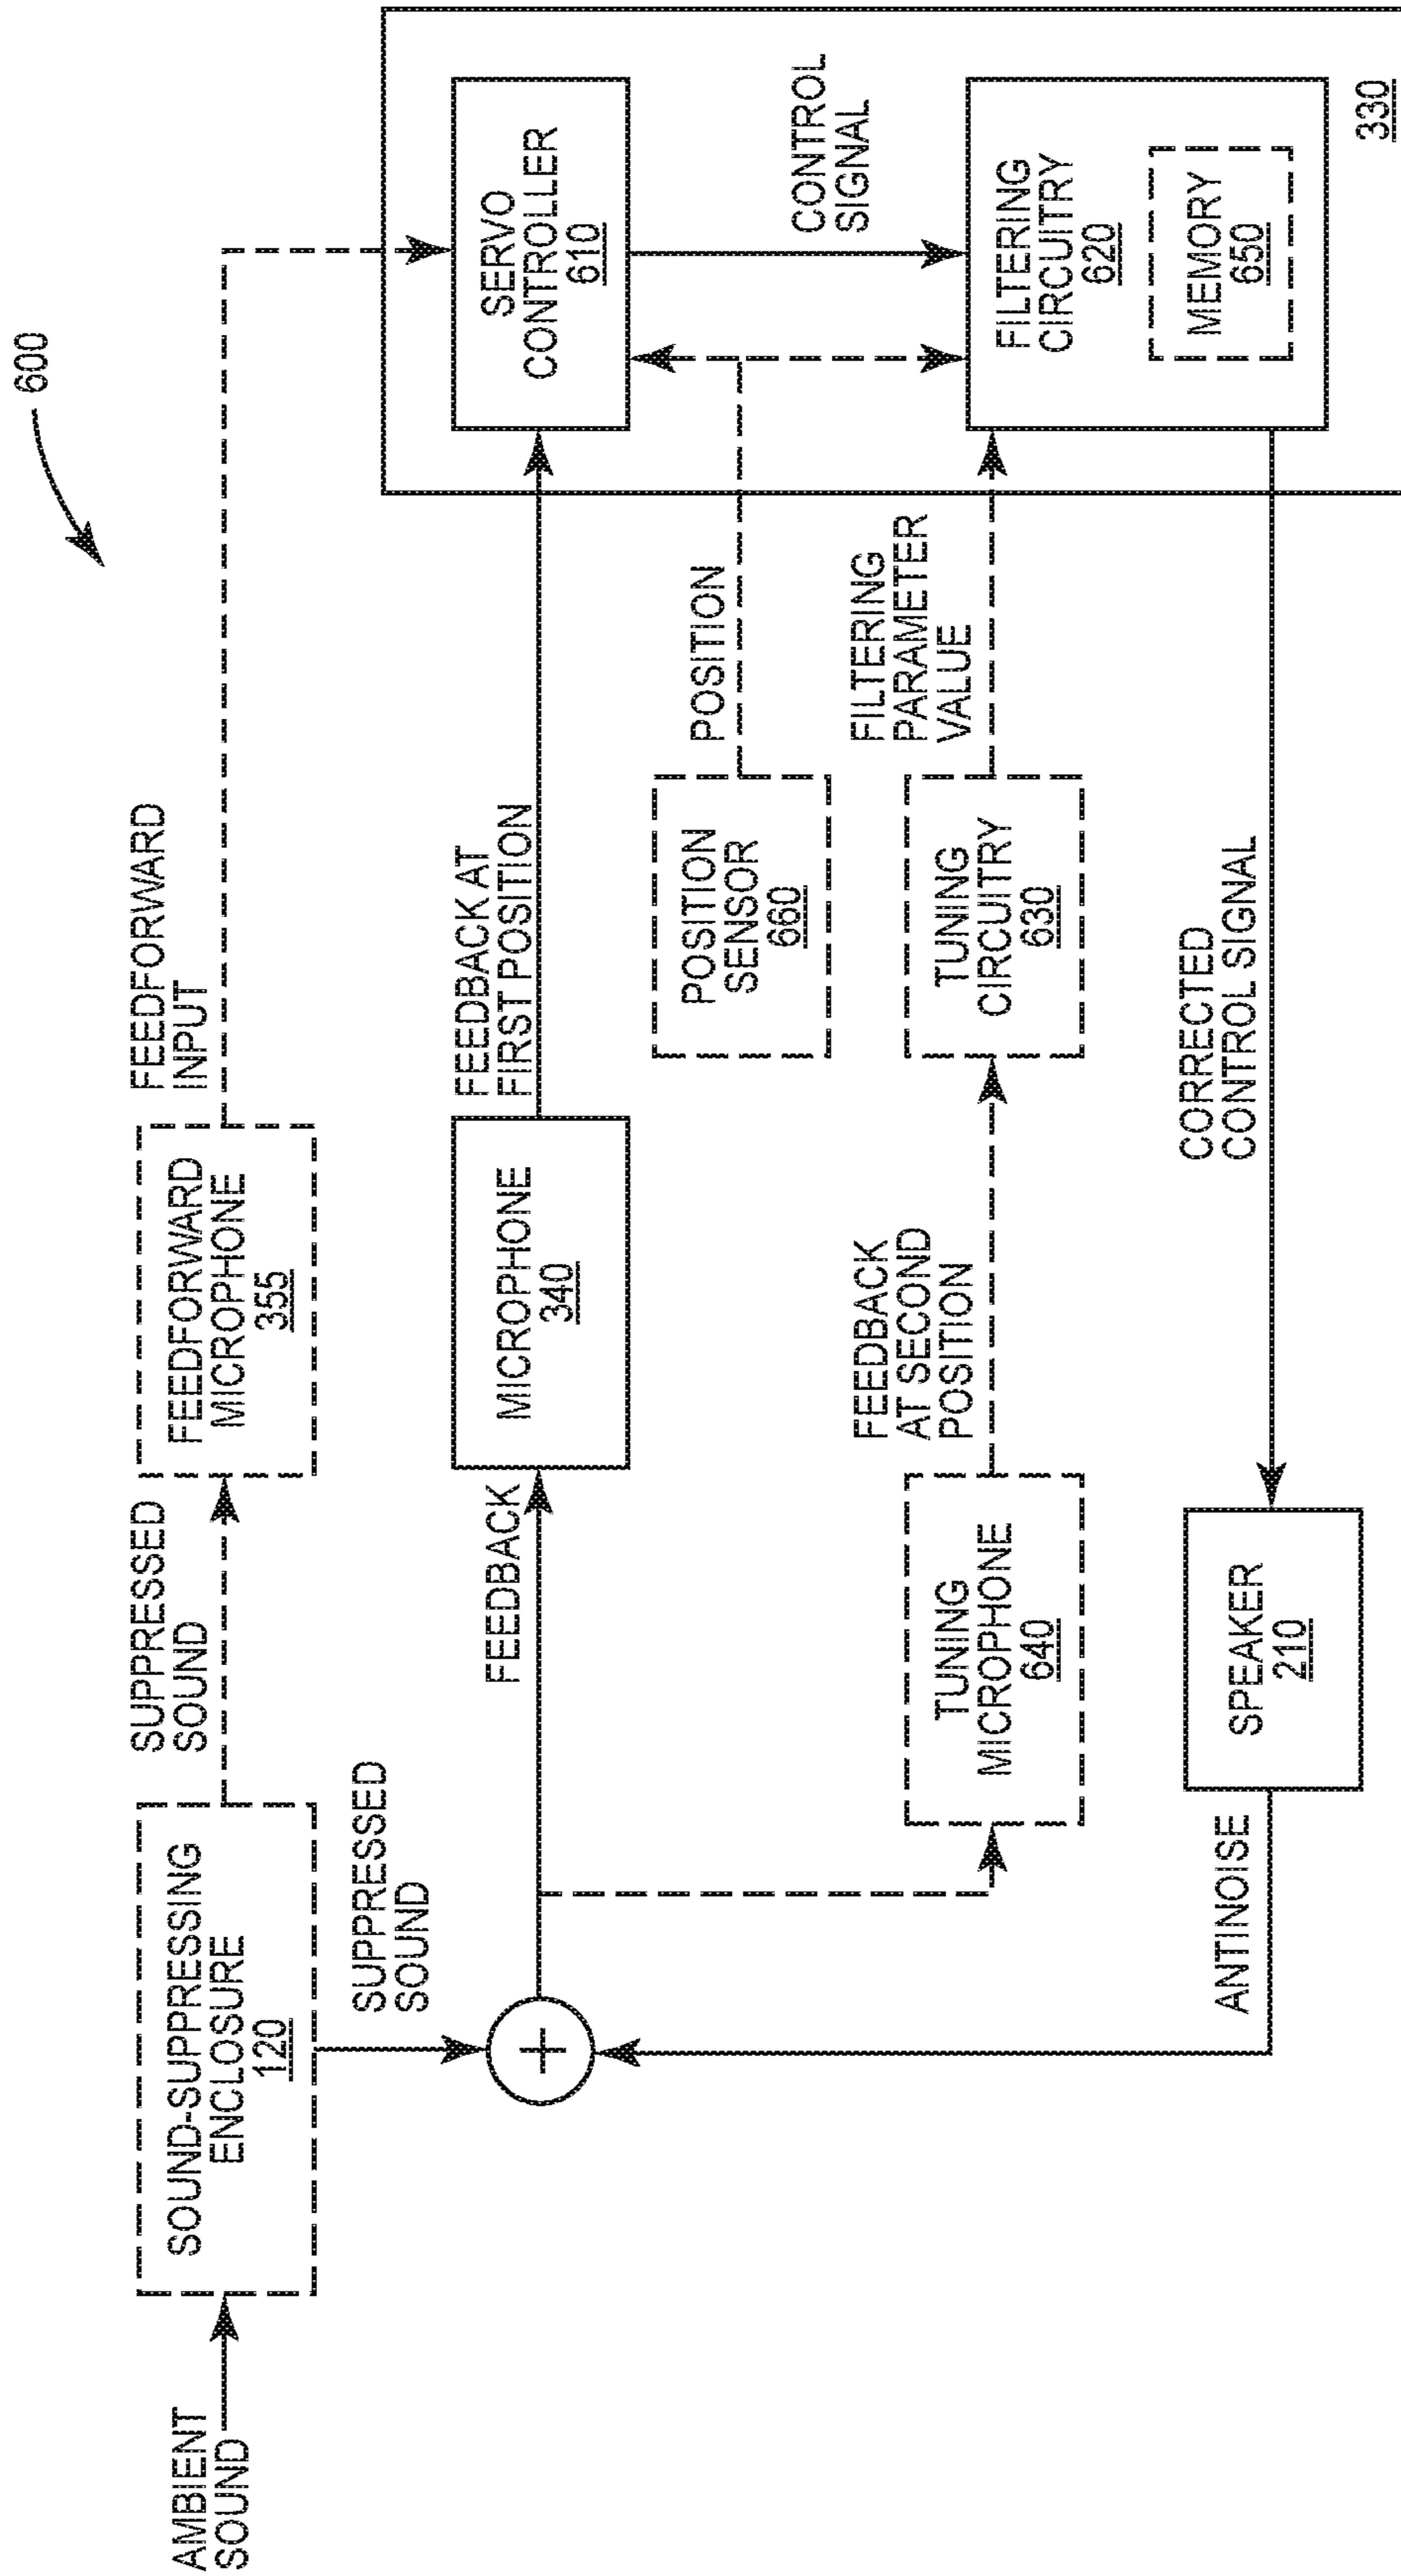 600
AMBIENT
SOUND
SOUND-SUPPRESSING
ENCLOSURE
120
SUPPRESSED
SOUND
FEEDFORWARD
MICROPHONE
355
FEEDFORWARD
INPUT
SUPPRESSED
SOUND
+
FEEDBACK
MICROPHONE
340
FEEDBACK AT
FIRST POSITION
SERVO
CONTROLLER
610
POSITION
SENSOR
660
POSITION
CONTROL
SIGNAL
TUNING
MICROPHONE
640
FEEDBACK
AT SECOND
POSITION
TUNING
CIRCUITRY
630
FILTERING
PARAMETER
VALUE
FILTERING
CIRCUITRY
620
MEMORY
650
ANTINOISE
SPEAKER
210
CORRECTED
CONTROL SIGNAL
330